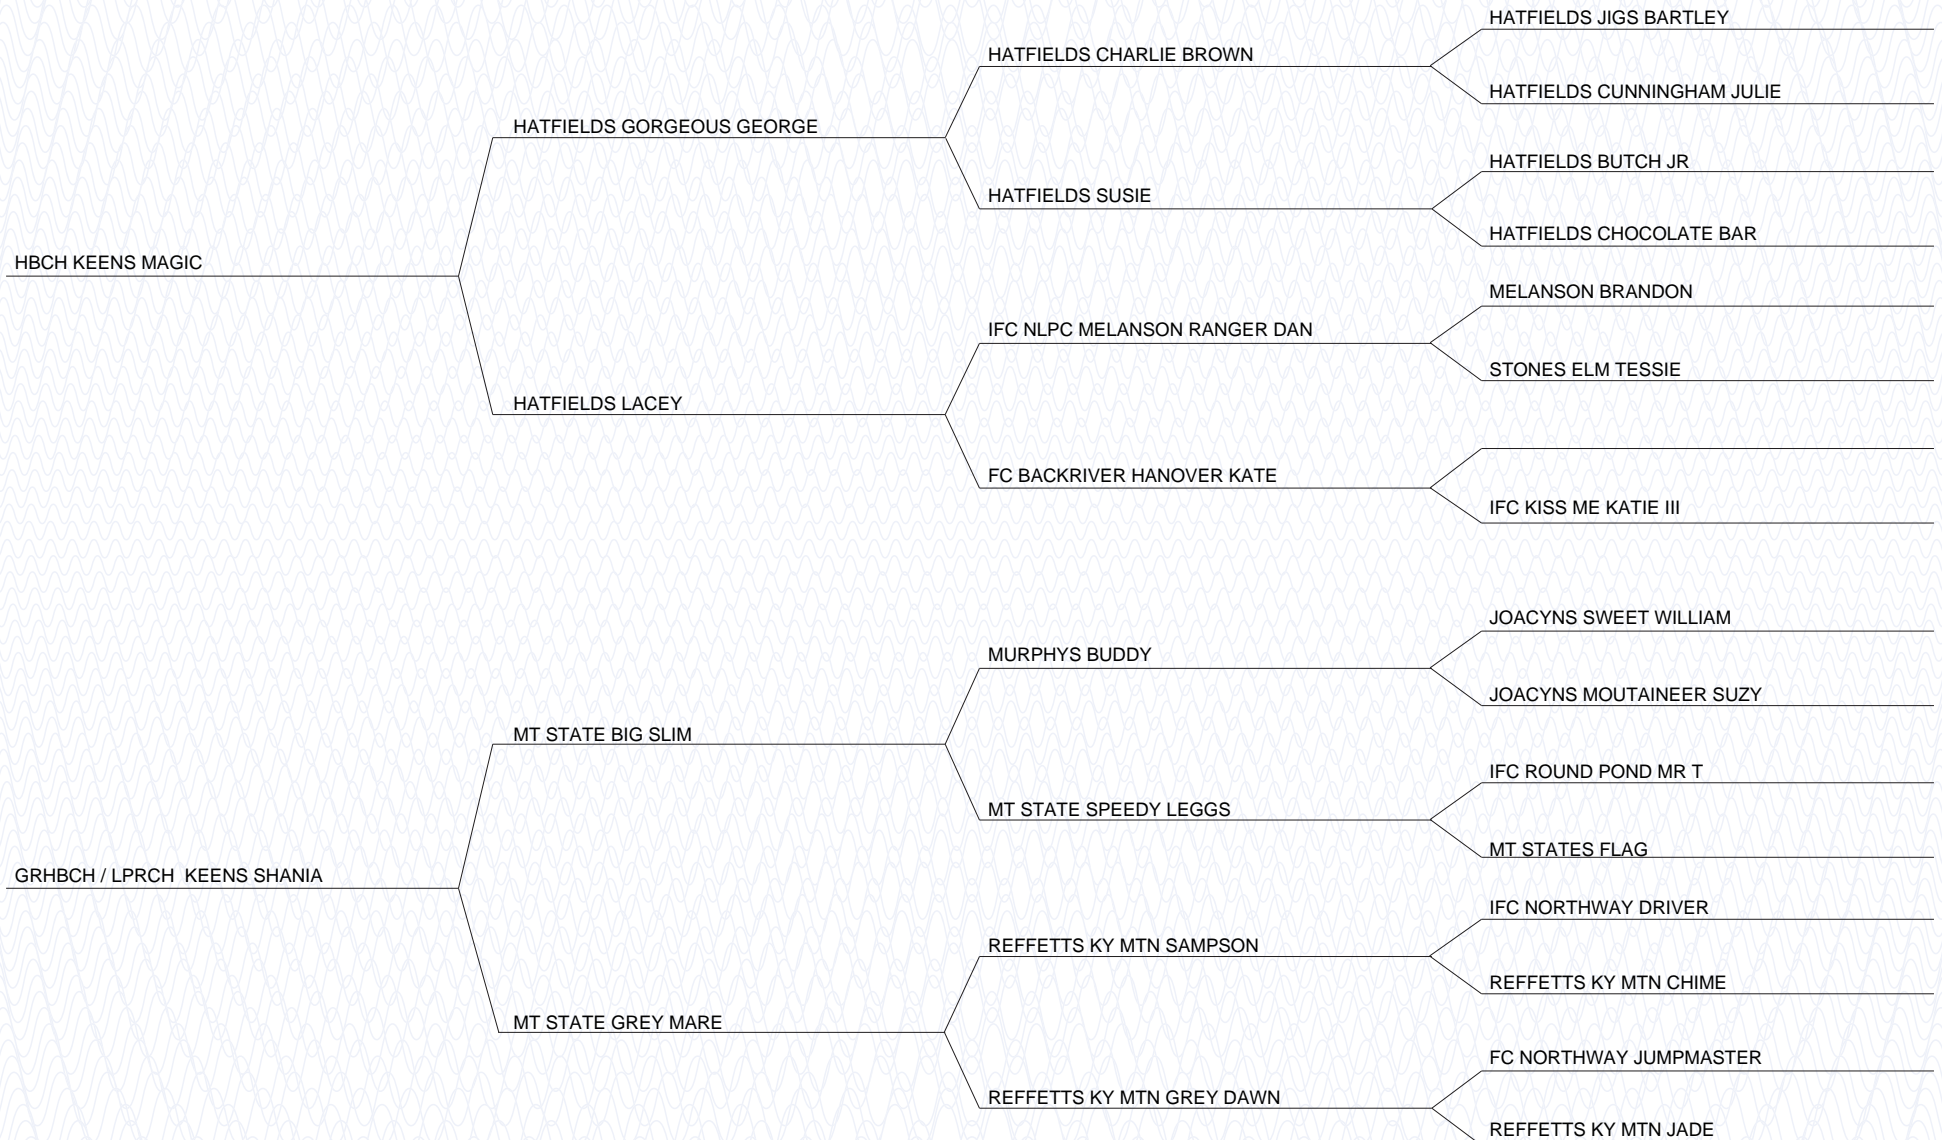 HATFIELDS JIGS BARTLEY
HATFIELDS CHARLIE BROWN
HATFIELDS CUNNINGHAM JULIE
HATFIELDS GORGEOUS GEORGE
HATFIELDS BUTCH JR
HATFIELDS SUSIE
HATFIELDS CHOCOLATE BAR
HBCH KEENS MAGIC
MELANSON BRANDON
IFC NLPC MELANSON RANGER DAN
STONES ELM TESSIE
HATFIELDS LACEY
FC BACKRIVER HANOVER KATE
IFC KISS ME KATIE III
JOACYNS SWEET WILLIAM
MURPHYS BUDDY
JOACYNS MOUTAINEER SUZY
MT STATE BIG SLIM
IFC ROUND POND MR T
MT STATE SPEEDY LEGGS
MT STATES FLAG
GRHBCH / LPRCH  KEENS SHANIA
IFC NORTHWAY DRIVER
REFFETTS KY MTN SAMPSON
REFFETTS KY MTN CHIME
MT STATE GREY MARE
FC NORTHWAY JUMPMASTER
REFFETTS KY MTN GREY DAWN
REFFETTS KY MTN JADE